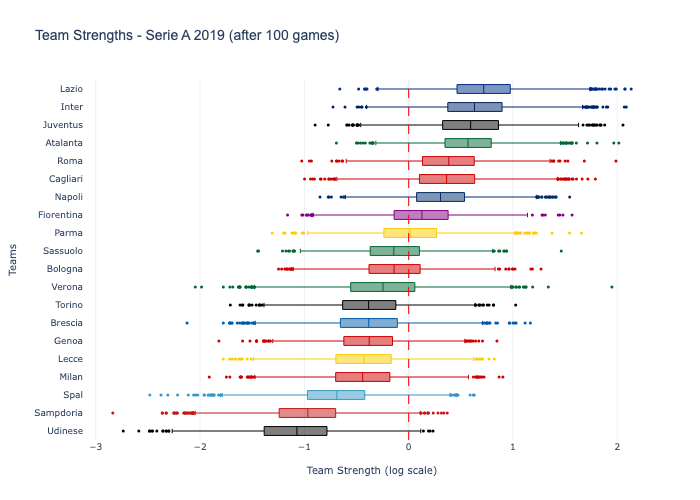 Team Strengths - Serie A 2019 (after 100 games)
Lazio
Inter
Juventus
Atalanta
Roma
Cagliari
Napoli
Fiorentina
Parma
Sassuolo
Bologna
Verona
Torino
Brescia
Genoa
Lecce
Milan
Spal
Sampdoria
Udinese
Teams
−3 −2 −1 0 1 2
Team Strength (log scale)